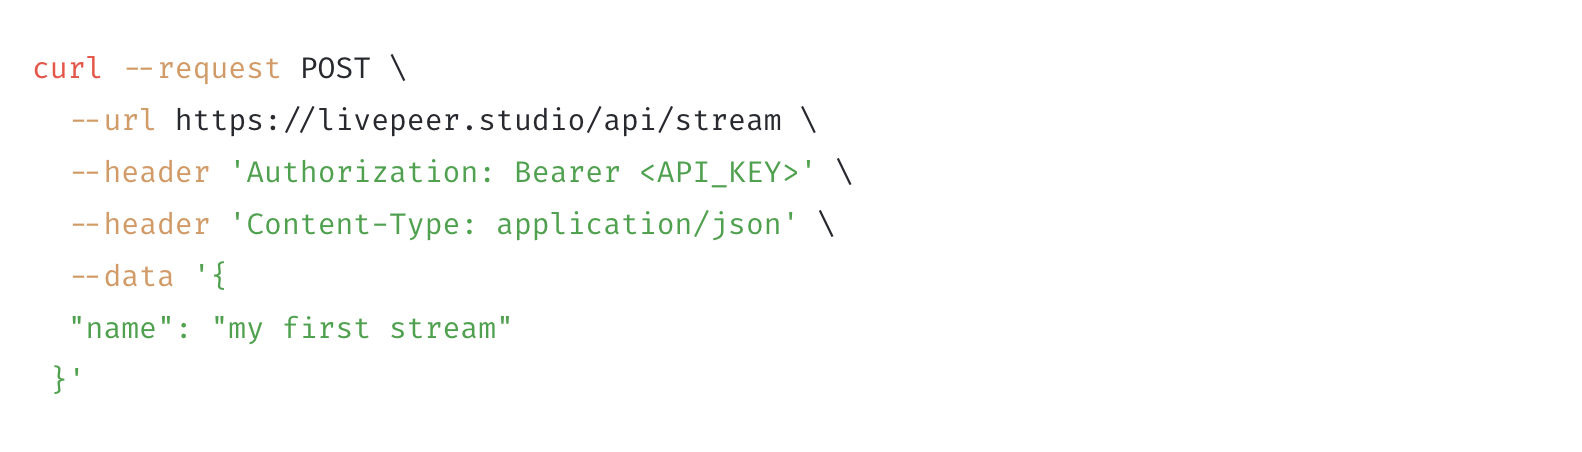 curl --request POST \
  --url https://livepeer.studio/api/stream \
  --header 'Authorization: Bearer <API_KEY>' \
  --header 'Content-Type: application/json' \
  --data '{
  "name": "my first stream"
 }'